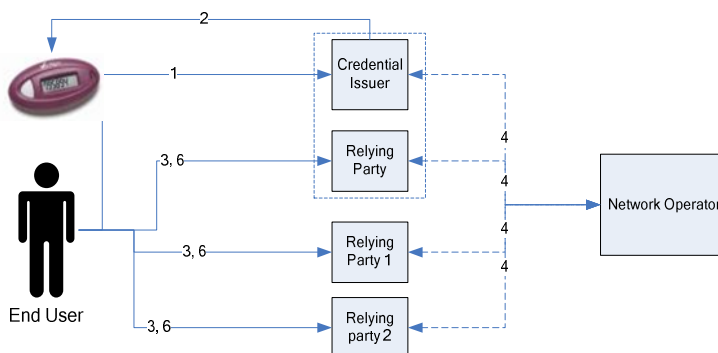 2
1
Credential
Issuer
4
3, 6
Relying
Party
4
Network Operator
4
3, 6
Relying
Party 1
4
End User
3, 6
Relying
party 2